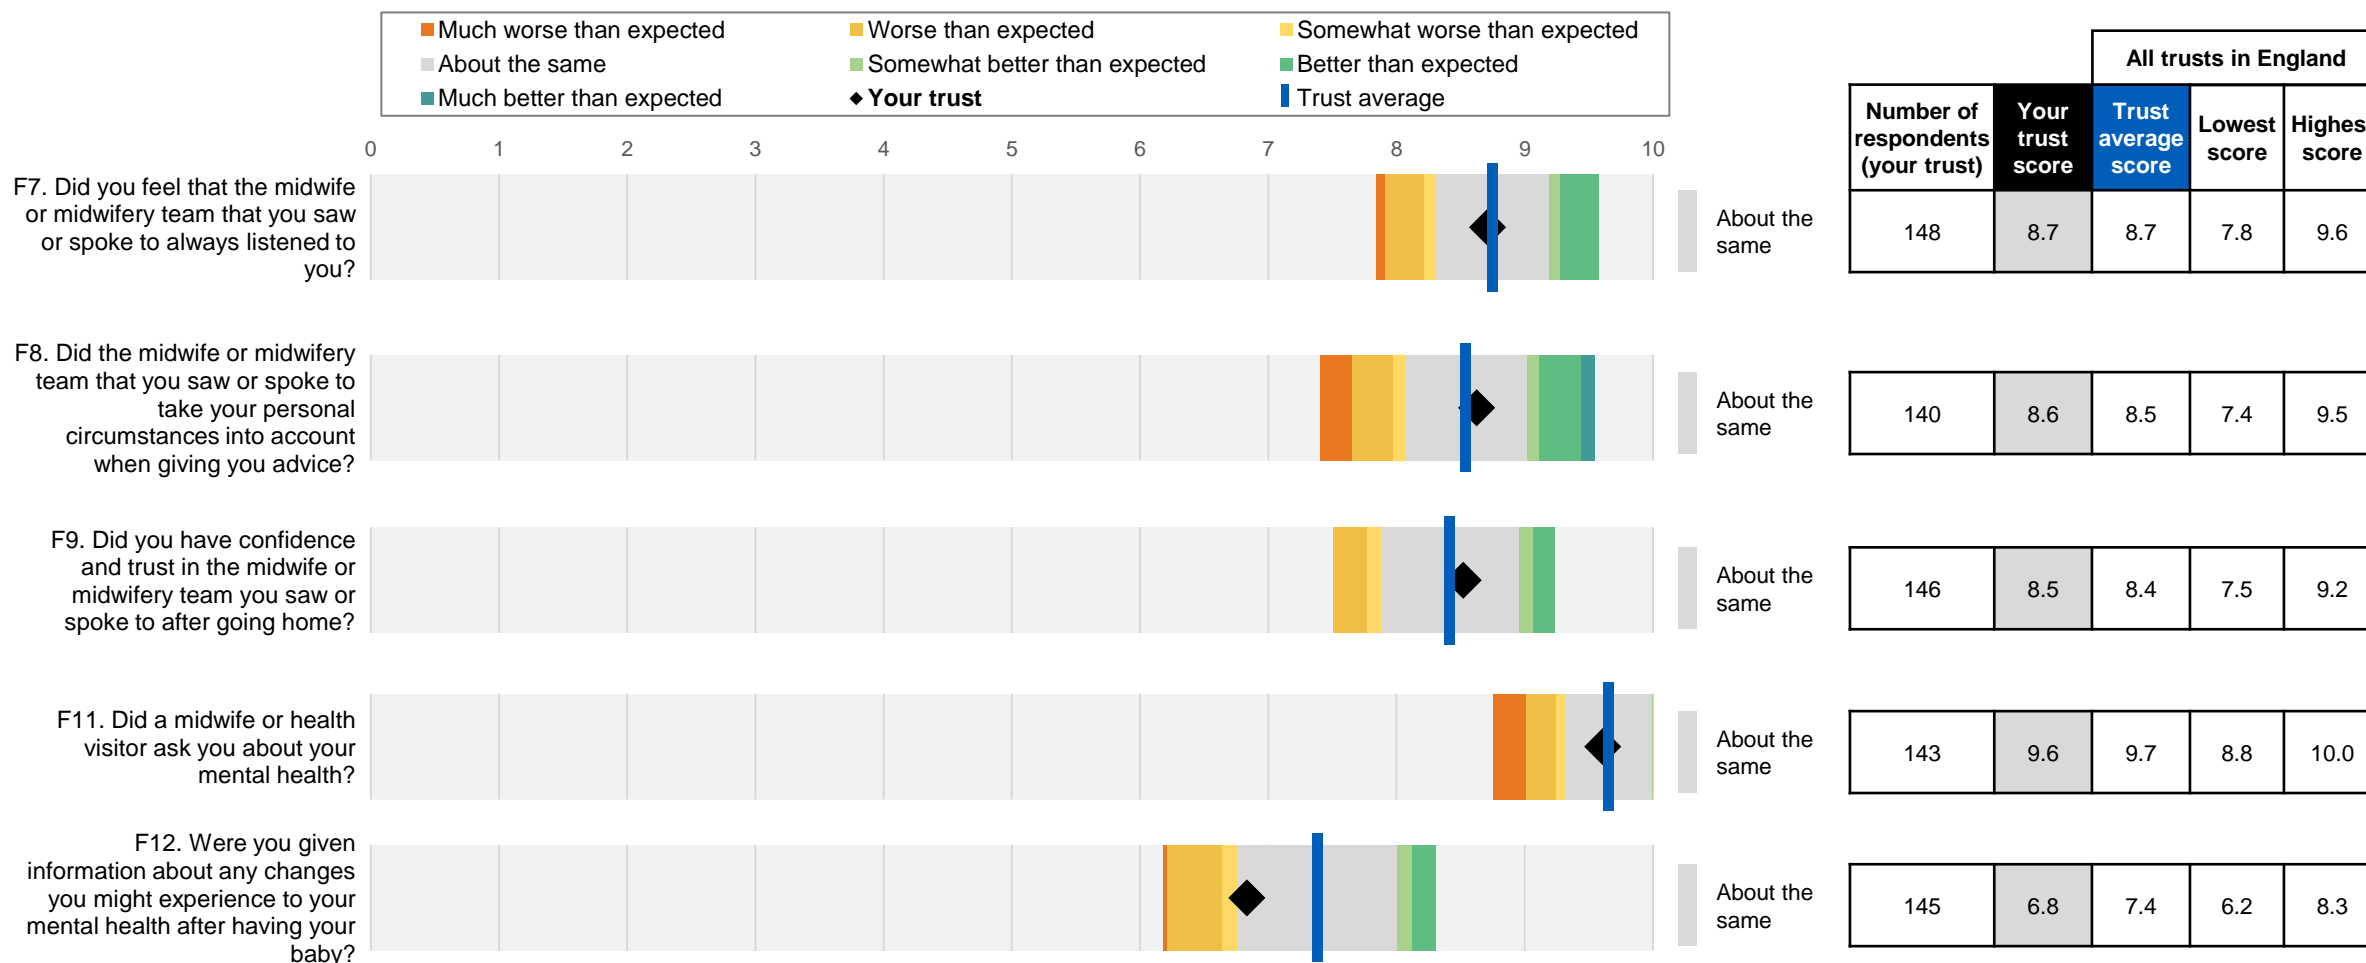 Much worse than expected
Worse than expected
Somewhat worse than expected
About the same
Somewhat better than expected
Better than expected
Much better than expected
Your trust
Trust average
All trusts in England
Number of
respondents
(your trust)
Your
trust
score
Trust
average
score
Lowest
score
Highes
score
0 1 2 3 4 5 6 7 8 9 10
F7. Did you feel that the midwife
or midwifery team that you saw
or spoke to always listened to
you?
About the
same
148 8.7 8.7 7.8 9.6
F8. Did the midwife or midwifery
team that you saw or spoke to
take your personal
circumstances into account
when giving you advice?
About the
same
140 8.6 8.5 7.4 9.5
F9. Did you have confidence
and trust in the midwife or
midwifery team you saw or
spoke to after going home?
About the
same
146 8.5 8.4 7.5 9.2
F11. Did a midwife or health
visitor ask you about your
mental health?
About the
same
143 9.6 9.7 8.8 10.0
F12. Were you given
information about any changes
you might experience to your
mental health after having your
baby?
About the
same
145 6.8 7.4 6.2 8.3